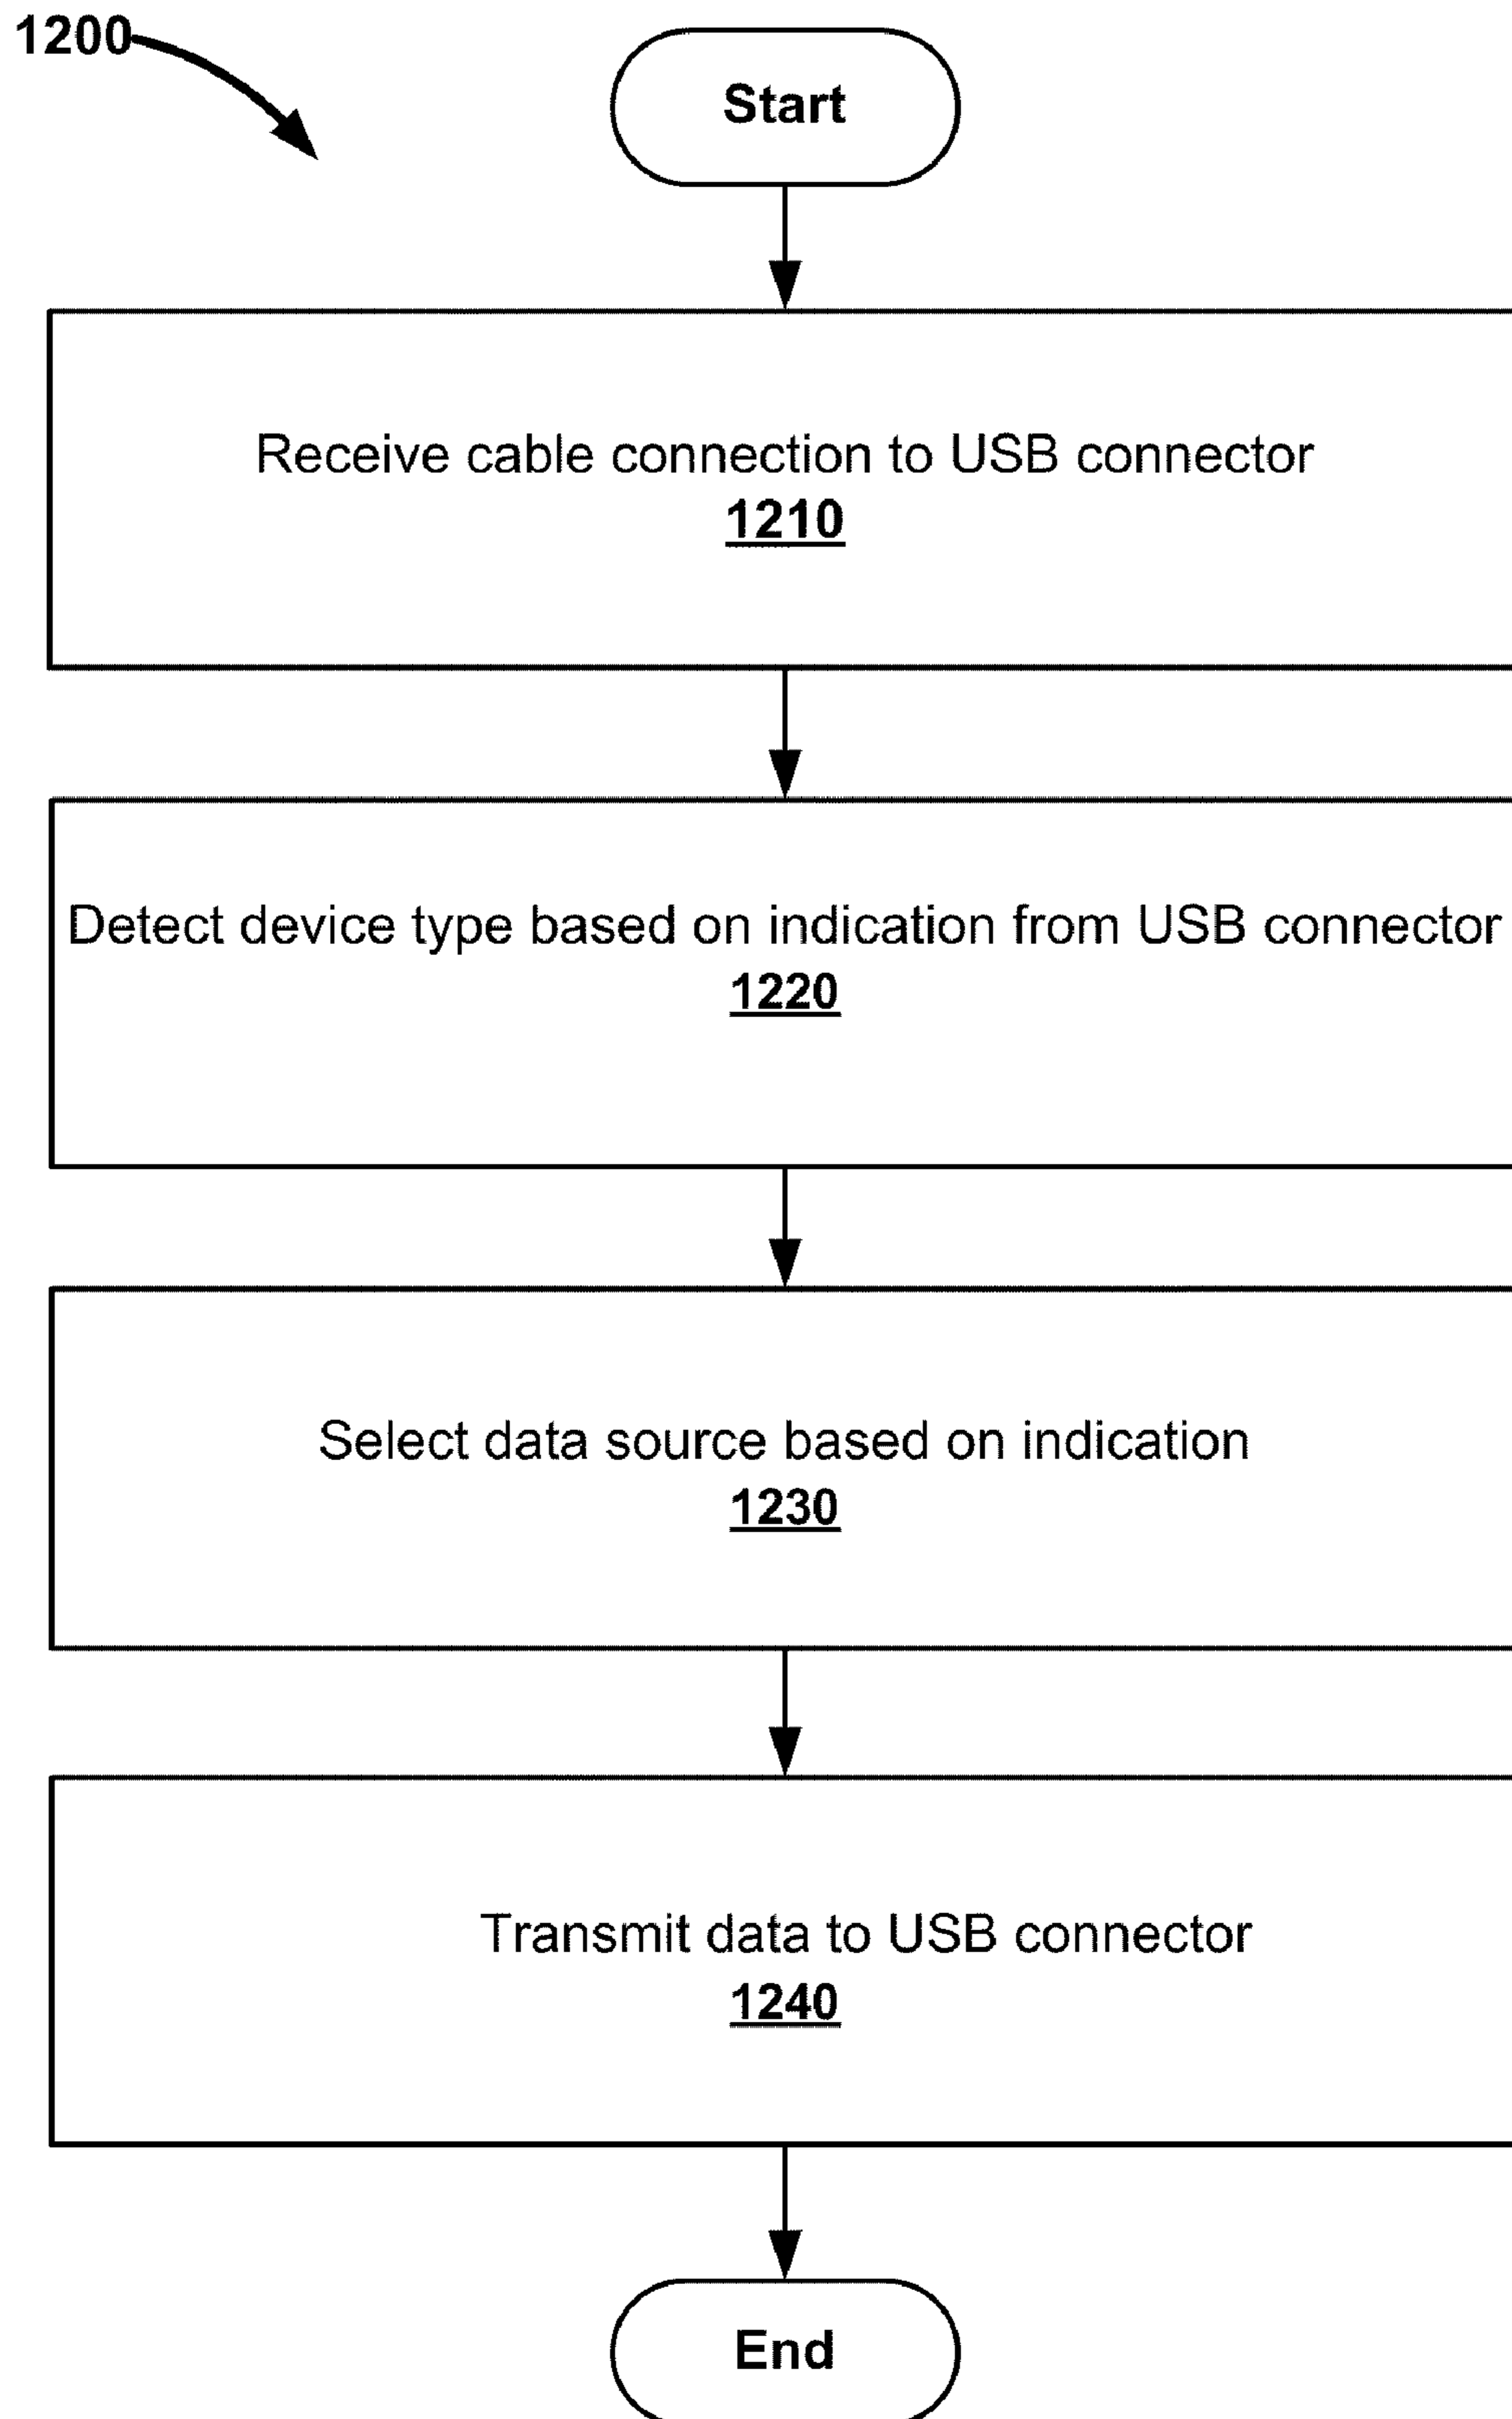 1200
Start
Receive cable connection to USB connector
1210
Detect device type based on indication from USB connector
1220
Select data source based on indication
1230
Transmit data to USB connector
1240
End